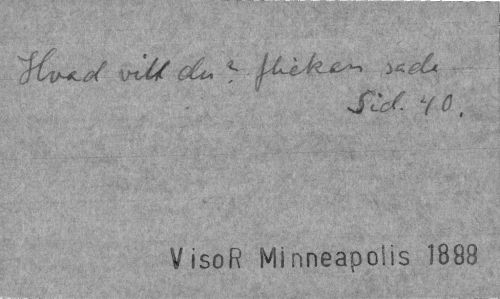 Hvad vill du? flickan sade
Sid. 40.
VisoR Minneapolis 1888